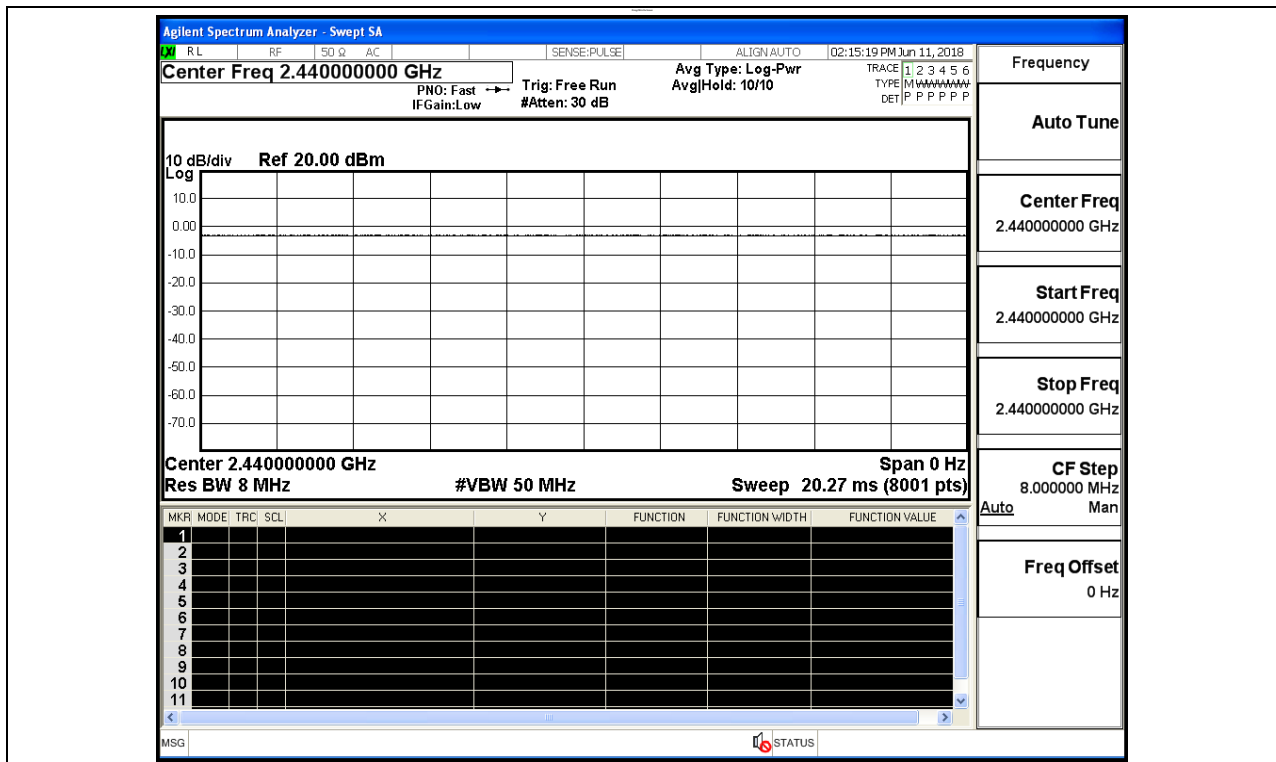 Agilent Spectrum Analyzer - Swept SA
LXI RL RF 50 Ω AC SENSE:PULSE ALIGN AUTO 02:15:19 PM Jun 11, 2018
Center Freq 2.440000000 GHz
PNO: Fast
IFGain:Low
Trig: Free Run
#Atten: 30 dB
Avg Type: Log-Pwr
Avg|Hold: 10/10
TRACE 1 2 3 4 5 6
TYPE M WWWWW
DET P P P P P P
10 dB/div Ref 20.00 dBm
Log
10.0
0.00
-10.0
-20.0
-30.0
-40.0
-50.0
-60.0
-70.0
Center 2.440000000 GHz Span 0 Hz
Res BW 8 MHz #VBW 50 MHz Sweep 20.27 ms (8001 pts)
MKR MODE TRC SCL X Y FUNCTION FUNCTION WIDTH FUNCTION VALUE
1
2
3
4
5
6
7
8
9
10
11
MSG STATUS
Frequency
Auto Tune
Center Freq
2.440000000 GHz
Start Freq
2.440000000 GHz
Stop Freq
2.440000000 GHz
CF Step
8.000000 MHz
Auto Man
Freq Offset
0 Hz